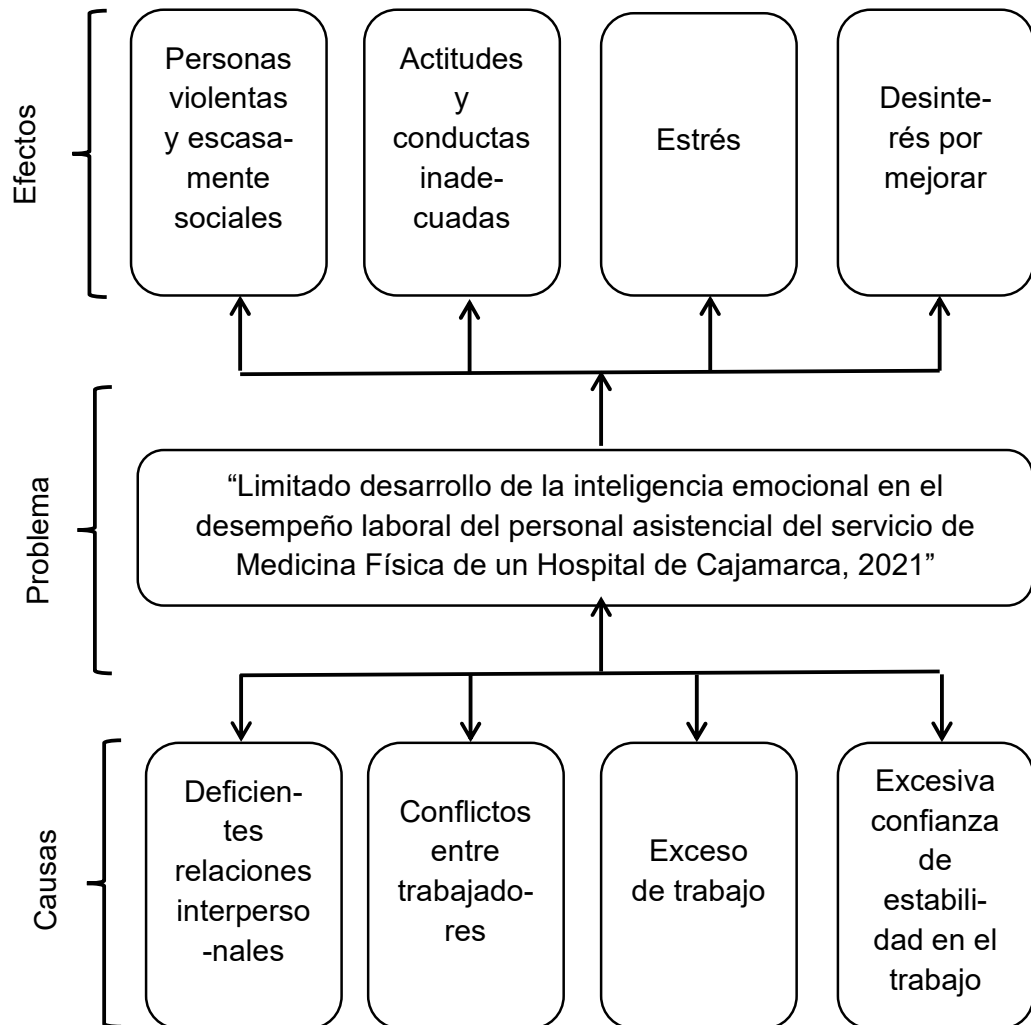 Efectos
Personas
violentas
y escasa-
mente
sociales
Actitudes
y
conductas
inade-
cuadas
Estrés
Desinte-
rés por
mejorar
Problema
“Limitado desarrollo de la inteligencia emocional en el
desempeño laboral del personal asistencial del servicio de
Medicina Física de un Hospital de Cajamarca, 2021”
Causas
Deficien-
tes
relaciones
interperso
-nales
Conflictos
entre
trabajado-
res
Exceso
de trabajo
Excesiva
confianza
de
estabili-
dad en el
trabajo